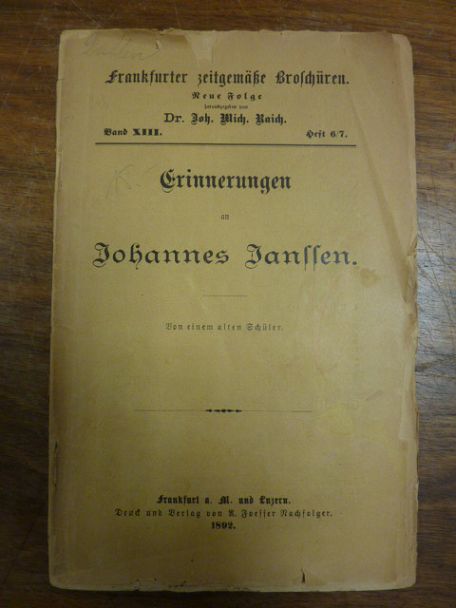 Frankfurter zeitgemäße Broschüren.
Neue Folge
herausgegeben von
Dr. Joh. Mich. Raich.
Band XIII. Heft 6/7.
Erinnerungen
an
Johannes Janssen.
Von einem alten Schüler.
Frankfurt a. M. und Luzern.
Druck und Verlag von A. Foesser Nachfolger.
1892.